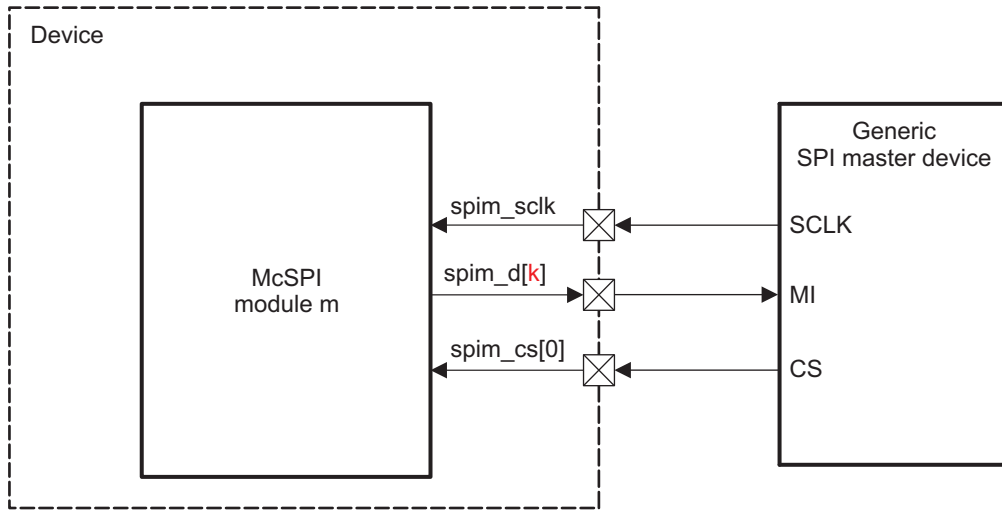 Device
Generic
SPI master device
spim_sclk
SCLK
McSPI
module m
spim_d[k]
MI
spim_cs[0]
CS